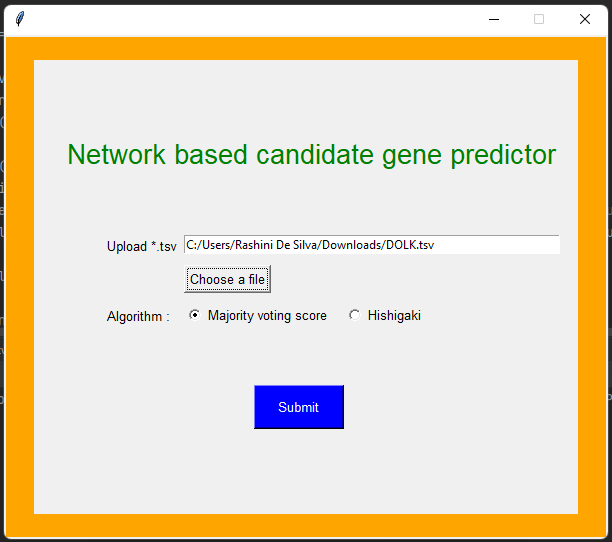 Network based candidate gene predictor
Upload *.tsv C:/Users/Rashini De Silva/Downloads/DOLK.tsv
Choose a file
Algorithm : Majority voting score Hishigaki
Submit